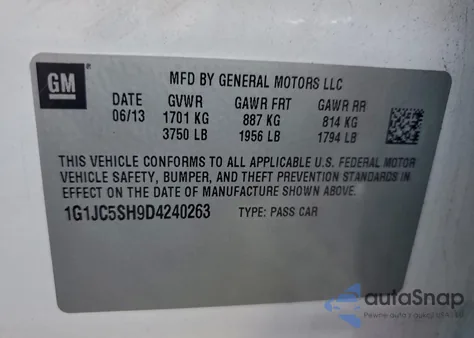 GM
MFD BY GENERAL MOTORS LLC
DATE GVWR GAWR FRT GAWR RR
06/13 1701 KG 887 KG 814 KG
3750 LB 1956 LB 1794 LB
THIS VEHICLE CONFORMS TO ALL APPLICABLE U.S. FEDERAL MOTOR
VEHICLE SAFETY, BUMPER, AND THEFT PREVENTION STANDARDS IN
EFFECT ON THE DATE OF MANUFACTURE SHOWN ABOVE.
1G1JC5SH9D4240263 TYPE: PASS CAR
autoSnap
Pewne auto's